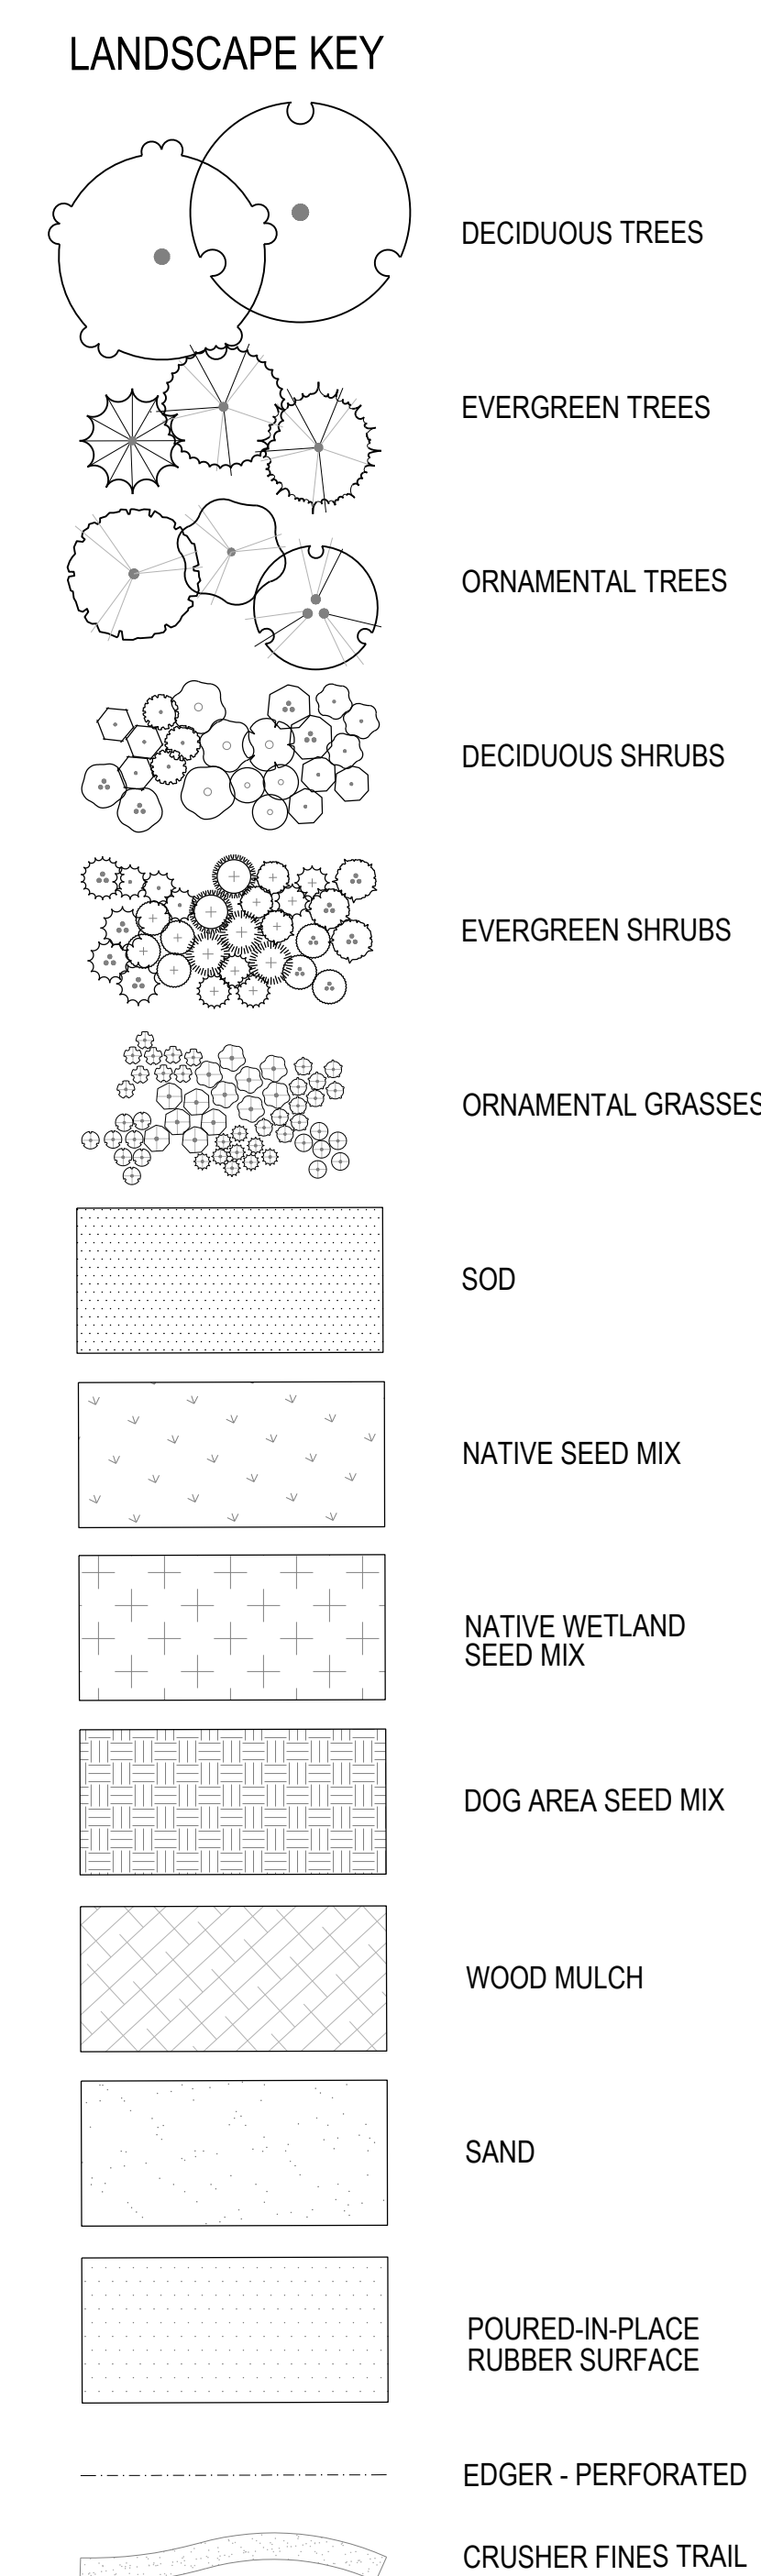 LANDSCAPE KEY
DECIDUOUS TREES
EVERGREEN TREES
ORNAMENTAL TREES
DECIDUOUS SHRUBS
EVERGREEN SHRUBS
ORNAMENTAL GRASSES
SOD
NATIVE SEED MIX
NATIVE WETLAND
SEED MIX
DOG AREA SEED MIX
WOOD MULCH
SAND
POURED-IN-PLACE
RUBBER SURFACE
EDGER - PERFORATED
CRUSHER FINES TRAIL